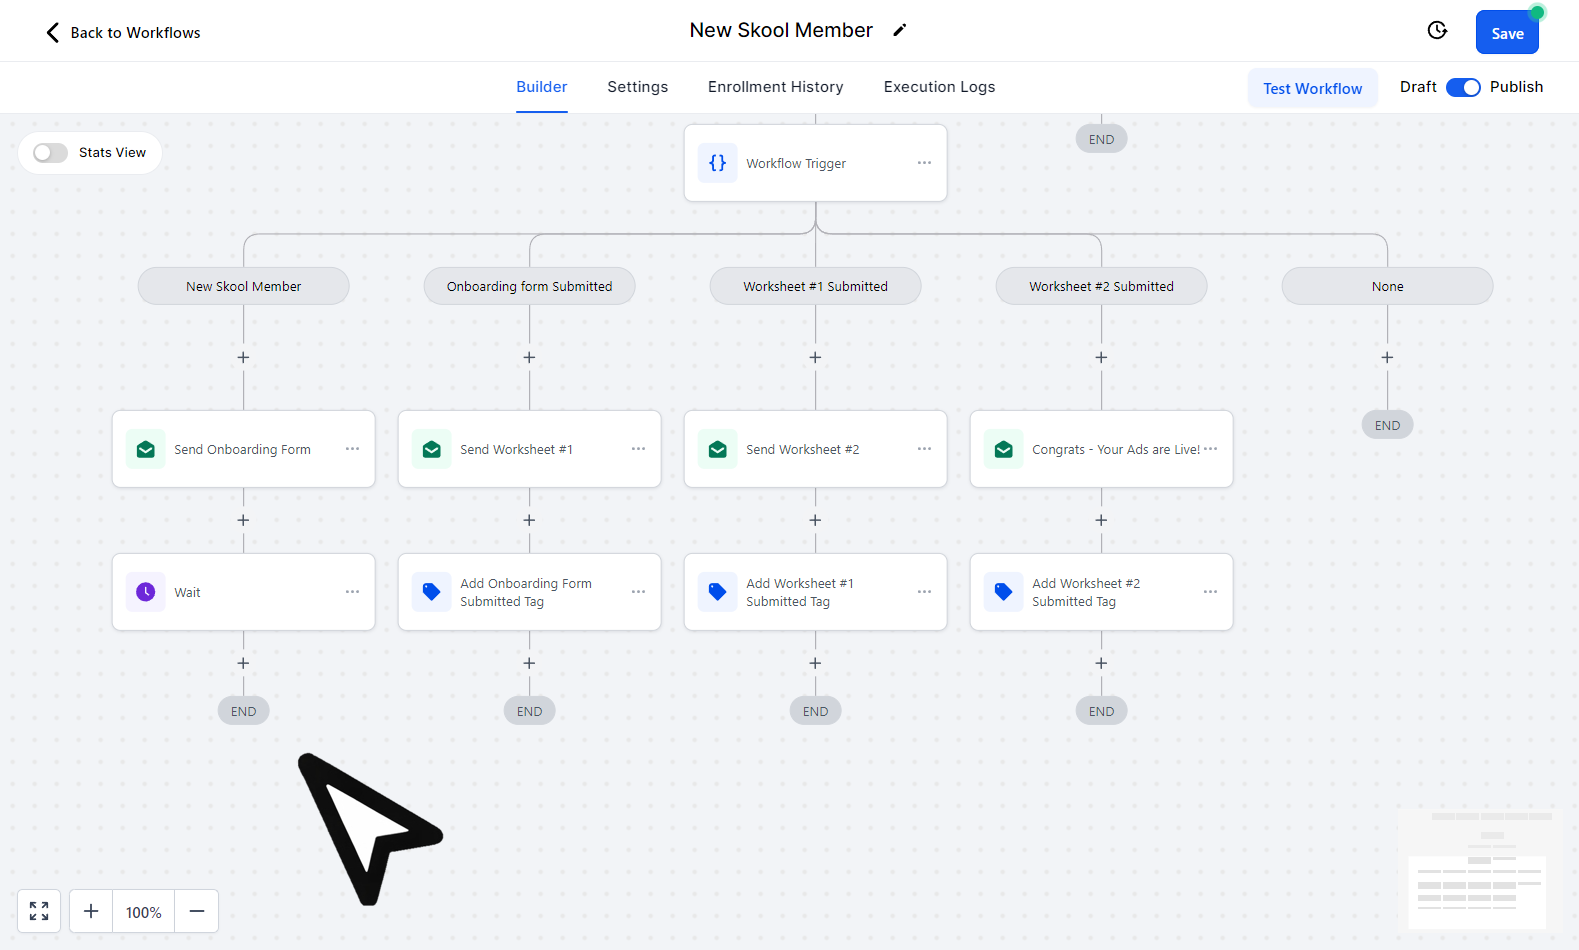 Back to Workflows
New Skool Member
Save
Builder
Settings
Enrollment History
Execution Logs
Test Workflow
Draft
Publish
Stats View
{} Workflow Trigger
END
New Skool Member
Onboarding form Submitted
Worksheet #1 Submitted
Worksheet #2 Submitted
None
Send Onboarding Form
Send Worksheet #1
Send Worksheet #2
Congrats - Your Ads are Live!
END
Wait
Add Onboarding Form
Submitted Tag
Add Worksheet #1
Submitted Tag
Add Worksheet #2
Submitted Tag
END
END
END
END
100%